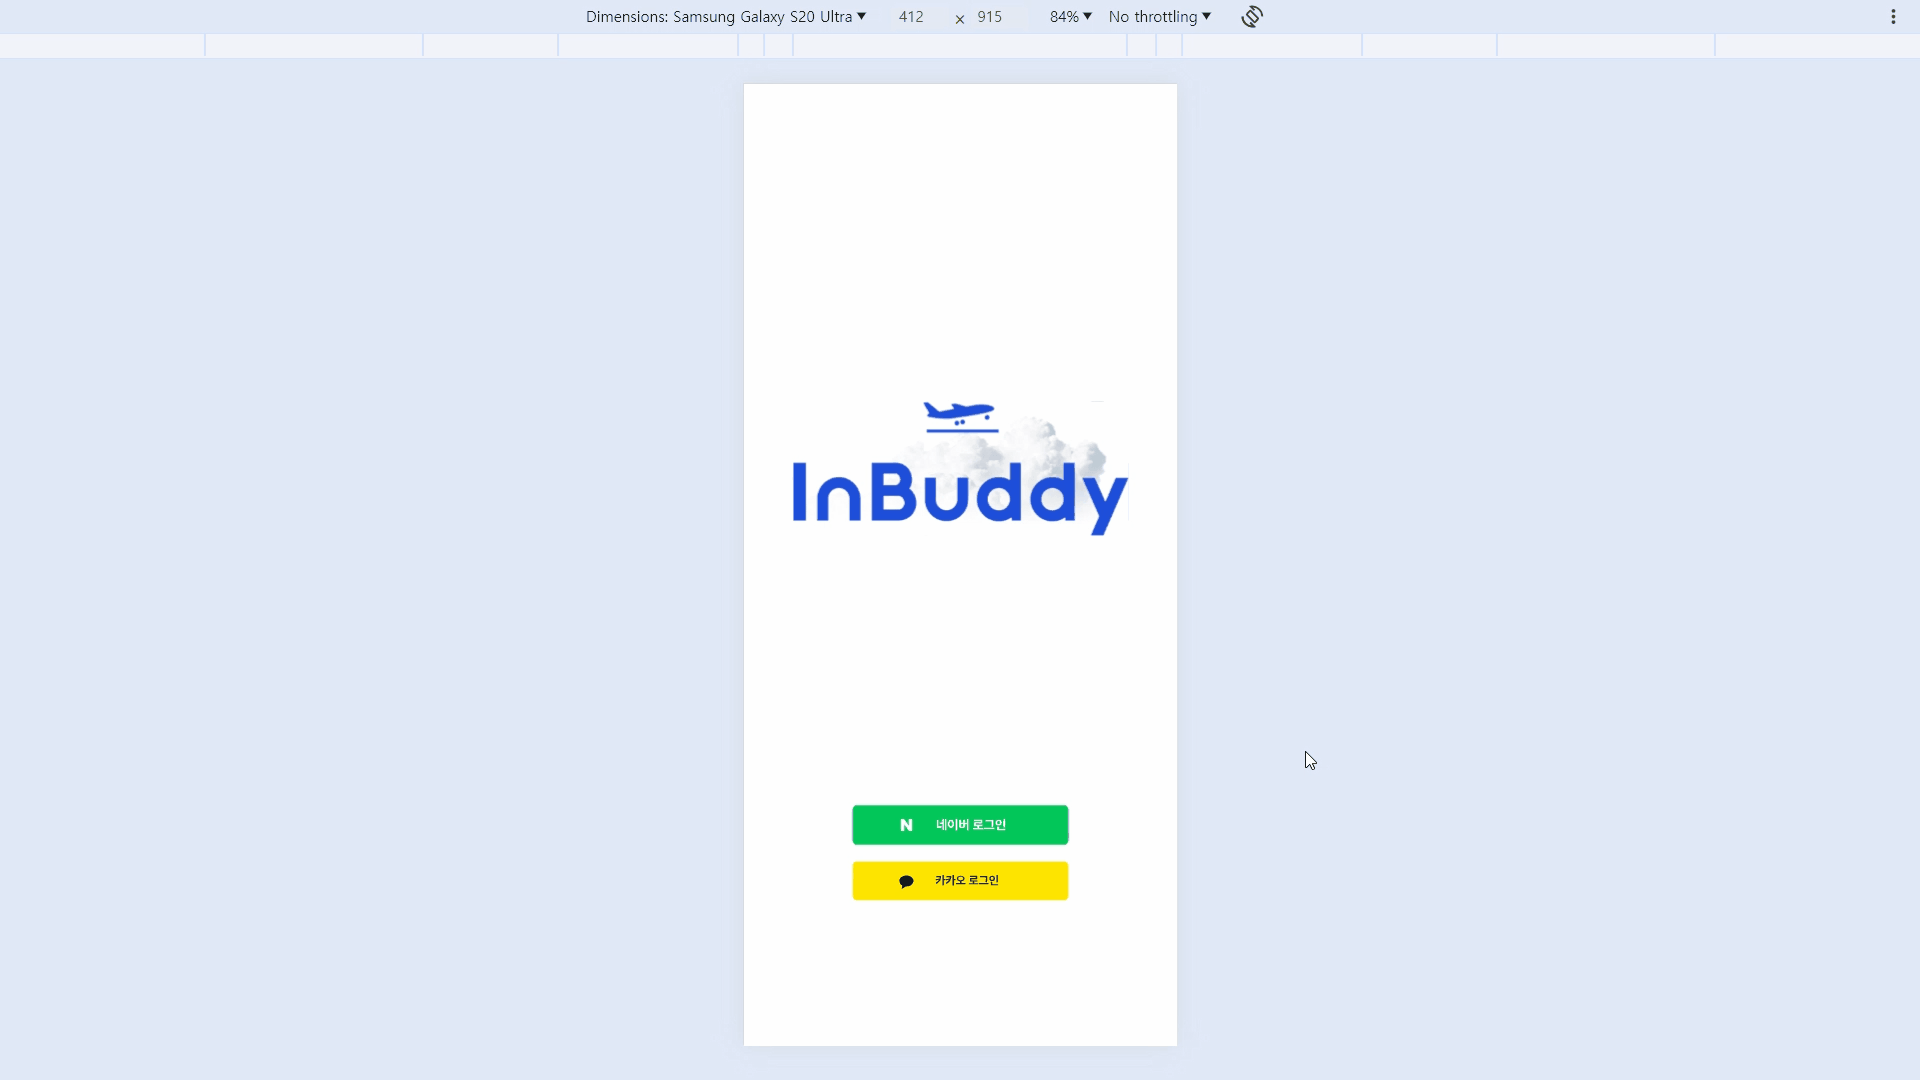 Dimensions: Samsung Galaxy S20 Ultra ▼ 412 × 915 84% ▼ No throttling ▼
InBuddy
N 네이버 로그인
카카오 로그인